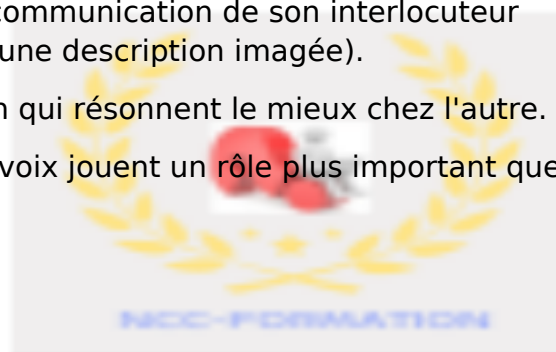 communication de son interlocuteur
une description imagée).
n qui résonnent le mieux chez l'autre.
voix jouent un rôle plus important que
NCC-FORMATION